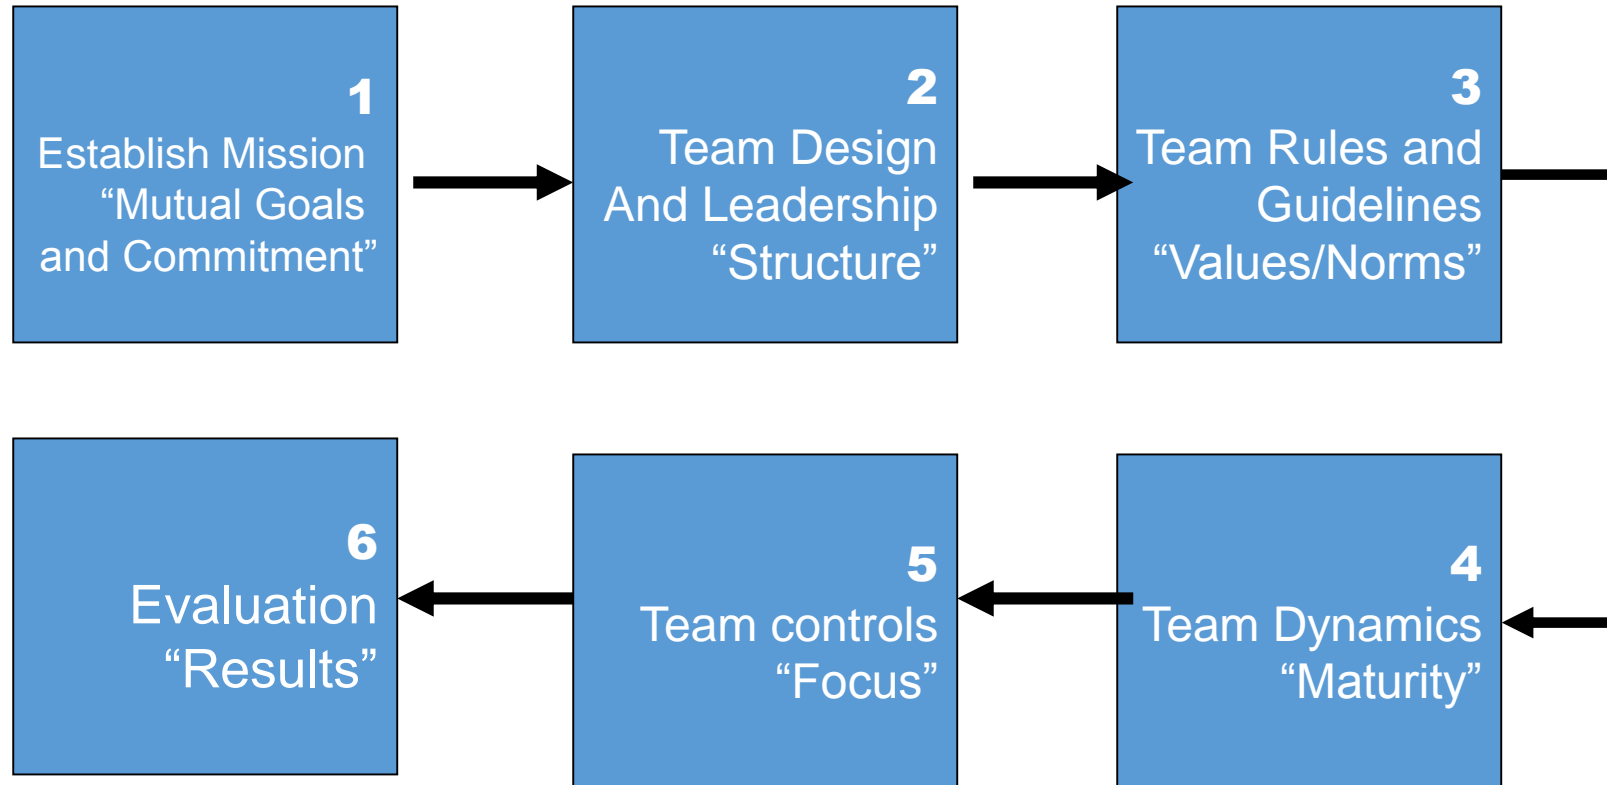 1
Establish Mission
“Mutual Goals
and Commitment”
2
Team Design
And Leadership
“Structure”
3
Team Rules and
Guidelines
“Values/Norms”
4
Team Dynamics
“Maturity”
5
Team controls
“Focus”
6
Evaluation
“Results”